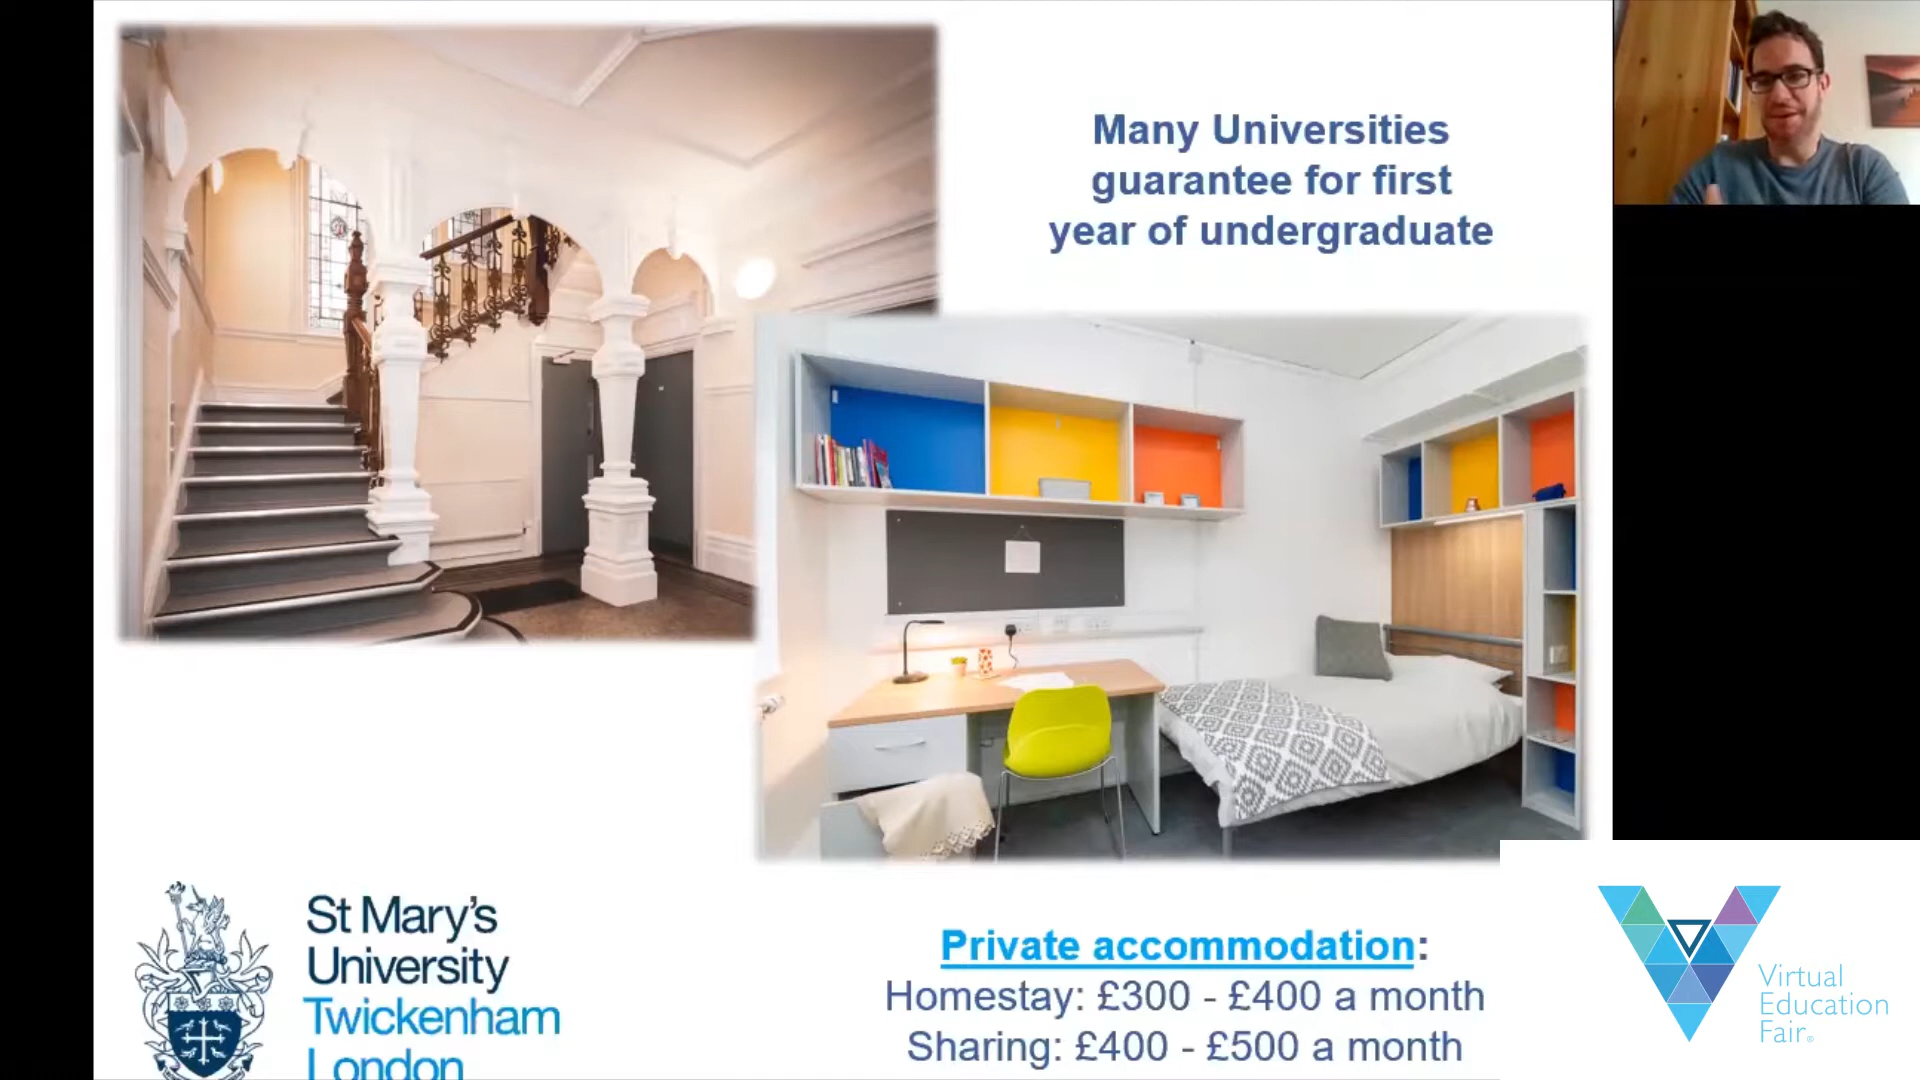 Many Universities
guarantee for first
year of undergraduate
St Mary's
University
Twickenham
London
Private accommodation:
Homestay: £300 - £400 a month
Sharing: £400 - £500 a month
Virtual
Education
Fair®